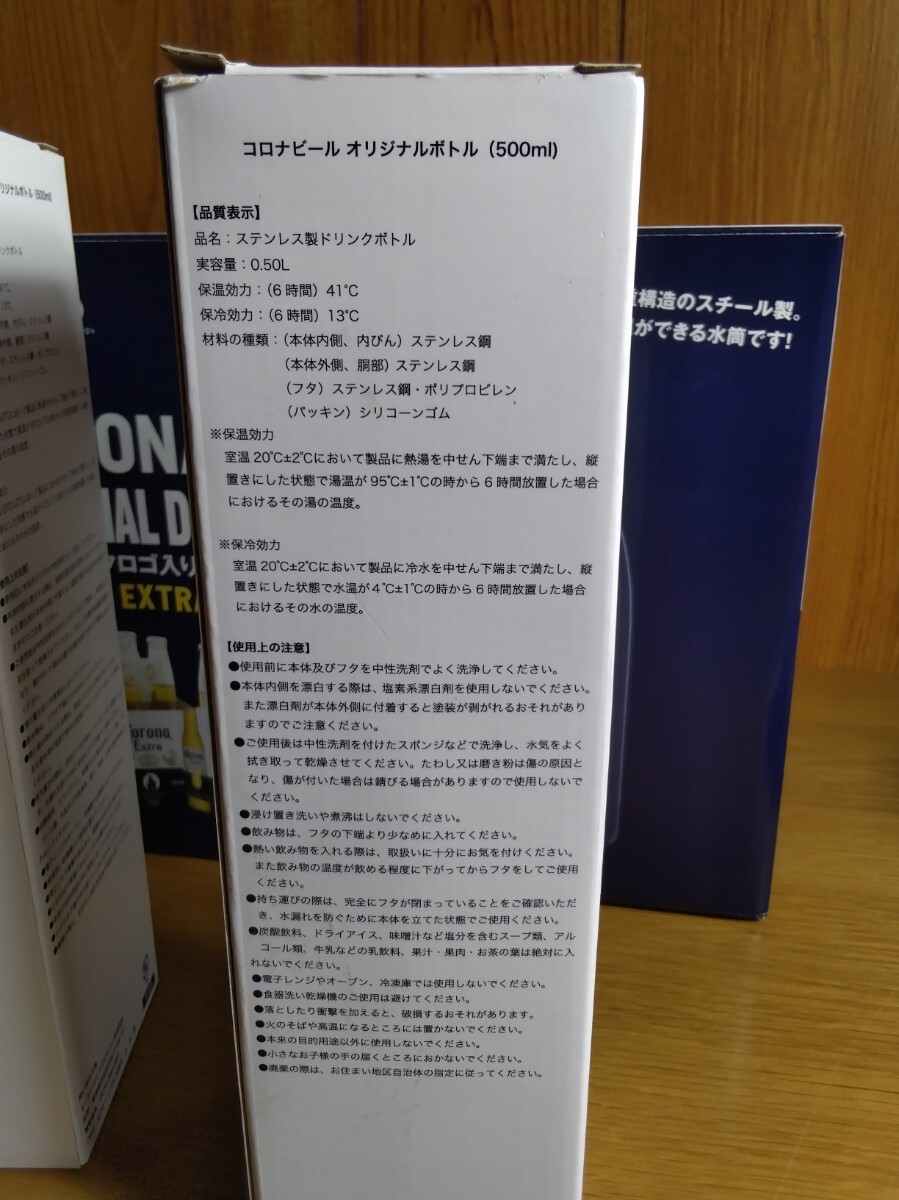 コロナビール オリジナルボトル（500ml）
【品質表示】
品名：ステンレス製ドリンクボトル
実容量：0.50L
保温効力：（6時間）41℃
保冷効力：（6時間）13℃
材料の種類：（本体内側、内びん）ステンレス鋼
（本体外側、胴部）ステンレス鋼
（フタ）ステンレス鋼・ポリプロピレン
（パッキン）シリコーンゴム
※保温効力
室温20℃±2℃において製品に熱湯を中せん下端まで満たし、縦
置きにした状態で湯温が95℃±1℃の時から6時間放置した場合
におけるその湯の温度。
※保冷効力
室温20℃±2℃において製品に冷水を中せん下端まで満たし、縦
置きにした状態で水温が4℃±1℃の時から6時間放置した場合
におけるその水の温度。
【使用上の注意】
●使用前に本体及びフタを中性洗剤でよく洗浄してください。
●本体内側を漂白する際は、塩素系漂白剤を使用しないでください。
また漂白剤が本体外側に付着すると塗装が剥がれるおそれがあり
ますのでご注意ください。
●ご使用後は中性洗剤を付けたスポンジなどで洗浄し、水気をよく
拭き取って乾燥させてください。たわし又は磨き粉は傷の原因と
なり、傷が付いた場合は錆びる場合がありますので使用しないで
ください。
●浸け置き洗いや煮沸はしないでください。
●飲み物は、フタの下端より少なめに入れてください。
●熱い飲み物を入れる際は、取扱いに十分にお気を付けください。
また飲み物の温度が飲める程度に下がってからフタをしてご使用
ください。
●持ち運びの際は、完全にフタが閉まっていることをご確認いただ
き、水漏れを防ぐために本体を立てた状態でご使用ください。
●炭酸飲料、ドライアイス、味噌汁など塩分を含むスープ類、アル
コール類、牛乳などの乳飲料、果汁・果肉・お茶の葉は絶対に入
れないでください。
●電子レンジやオーブン、冷凍庫では使用しないでください。
●食器洗い乾燥機のご使用は避けてください。
●落としたり衝撃を加えると、破損するおそれがあります。
●火のそばや高温になるところには置かないでください。
●本来の目的用途以外に使用しないでください。
●小さなお子様の手の届くところにおかないでください。
●廃棄の際は、お住まい地区自治体の指定に従ってください。
構造のスチール製。
ができる水筒です!
ONA
NAL D
ロゴ入り
EXTRA
Corona
Extra
リジナルボトル（500ml）